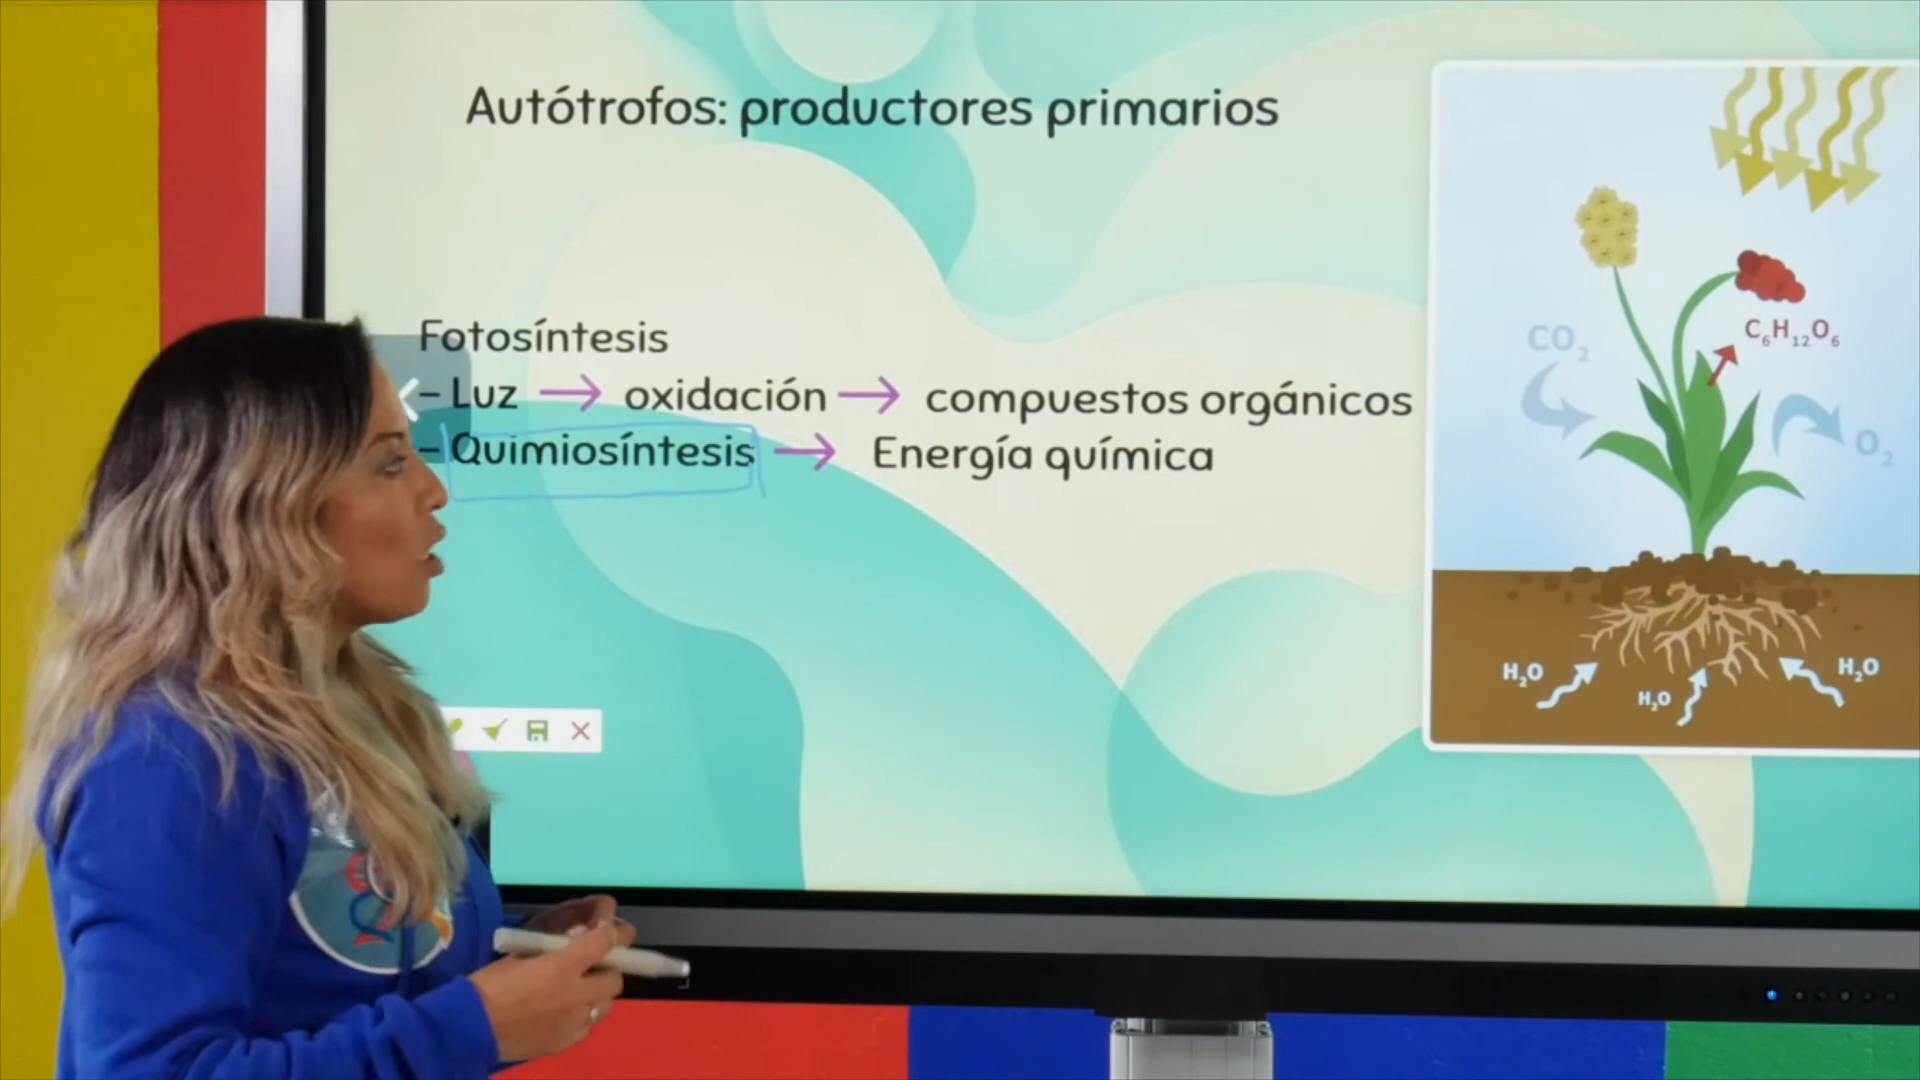 Autótrofos: productores primarios
Fotosíntesis
- Luz → oxidación → compuestos orgánicos
- Quimiosíntesis → Energía química
CO₂
C₆H₁₂O₆
O₂
H₂O
H₂O
H₂O